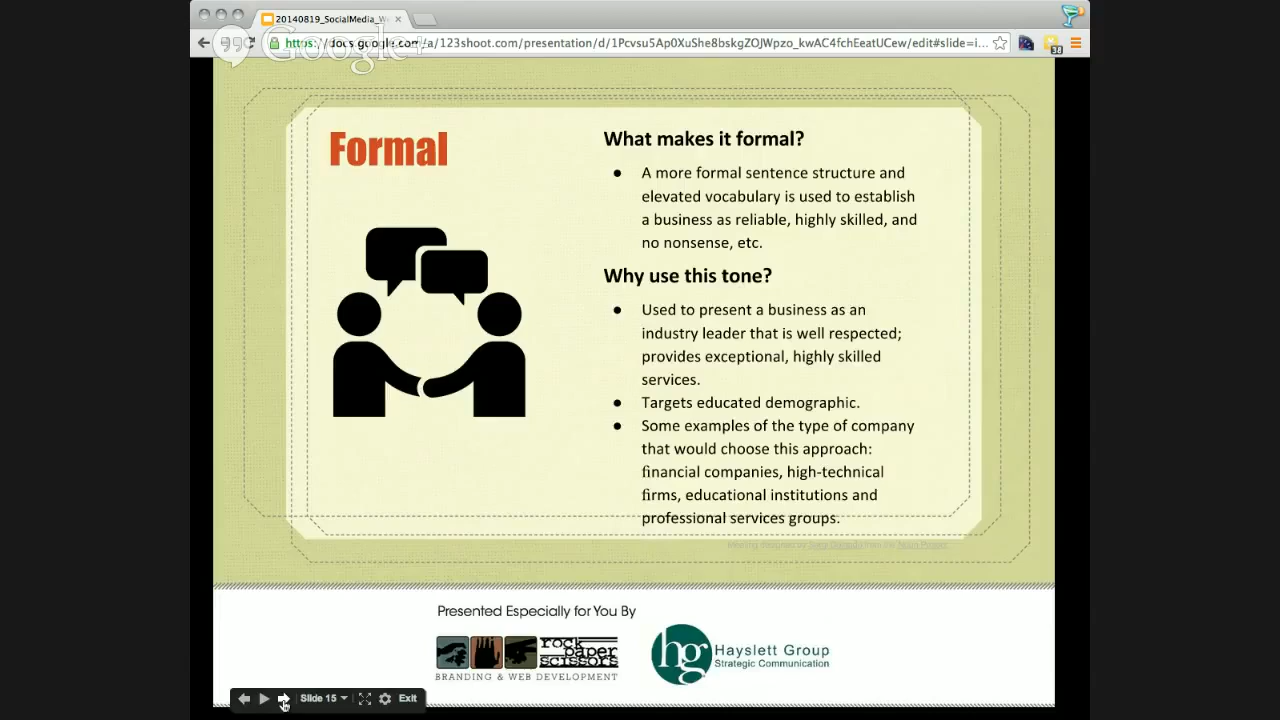 20140819_SocialMedia_W
Google+
https://docs.google.com/a/123shoot.com/presentation/d/1Pcvsu5Ap0XuShe8bskgZOJWpzo_kwAC4fchEeatUCew/edit#slide=i...
38
Formal
What makes it formal?
● A more formal sentence structure and
elevated vocabulary is used to establish
a business as reliable, highly skilled, and
no nonsense, etc.
Why use this tone?
● Used to present a business as an
industry leader that is well respected;
provides exceptional, highly skilled
services.
● Targets educated demographic.
● Some examples of the type of company
that would choose this approach:
financial companies, high-technical
firms, educational institutions and
professional services groups.
Presented Especially for You By
rock
paper
scissors
BRANDING & WEB DEVELOPMENT
hg
Hayslett Group
Strategic Communication
Slide 15
Exit